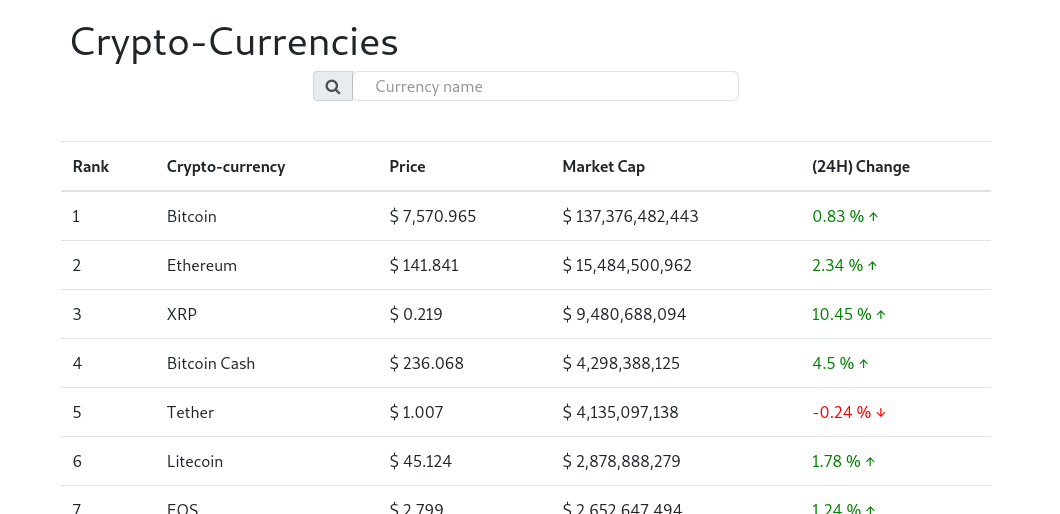 Crypto-Currencies
Currency name
Rank Crypto-currency Price Market Cap (24H) Change
1 Bitcoin $ 7,570.965 $ 137,376,482,443 0.83 % ↑
2 Ethereum $ 141.841 $ 15,484,500,962 2.34 % ↑
3 XRP $ 0.219 $ 9,480,688,094 10.45 % ↑
4 Bitcoin Cash $ 236.068 $ 4,298,388,125 4.5 % ↑
5 Tether $ 1.007 $ 4,135,097,138 -0.24 % ↓
6 Litecoin $ 45.124 $ 2,878,888,279 1.78 % ↑
7 EOS $ 2.799 $ 2,652,647,494 1.24 % ↑